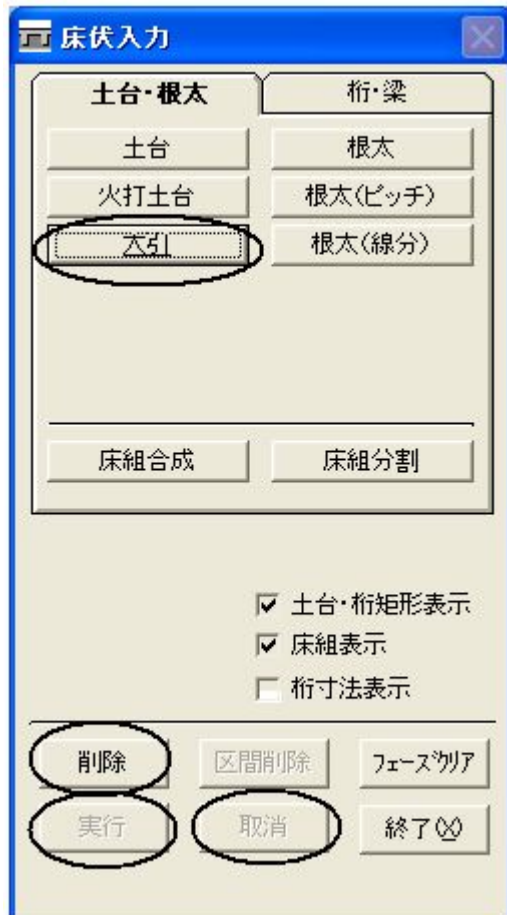 床伏入力
土台・根太 桁・梁
土台 根太
火打土台 根太(ピッチ)
大引 根太(線分)
床組合成 床組分割
土台・桁矩形表示
床組表示
桁寸法表示
削除 区間削除 フェーズクリア
実行 取消 終了(X)